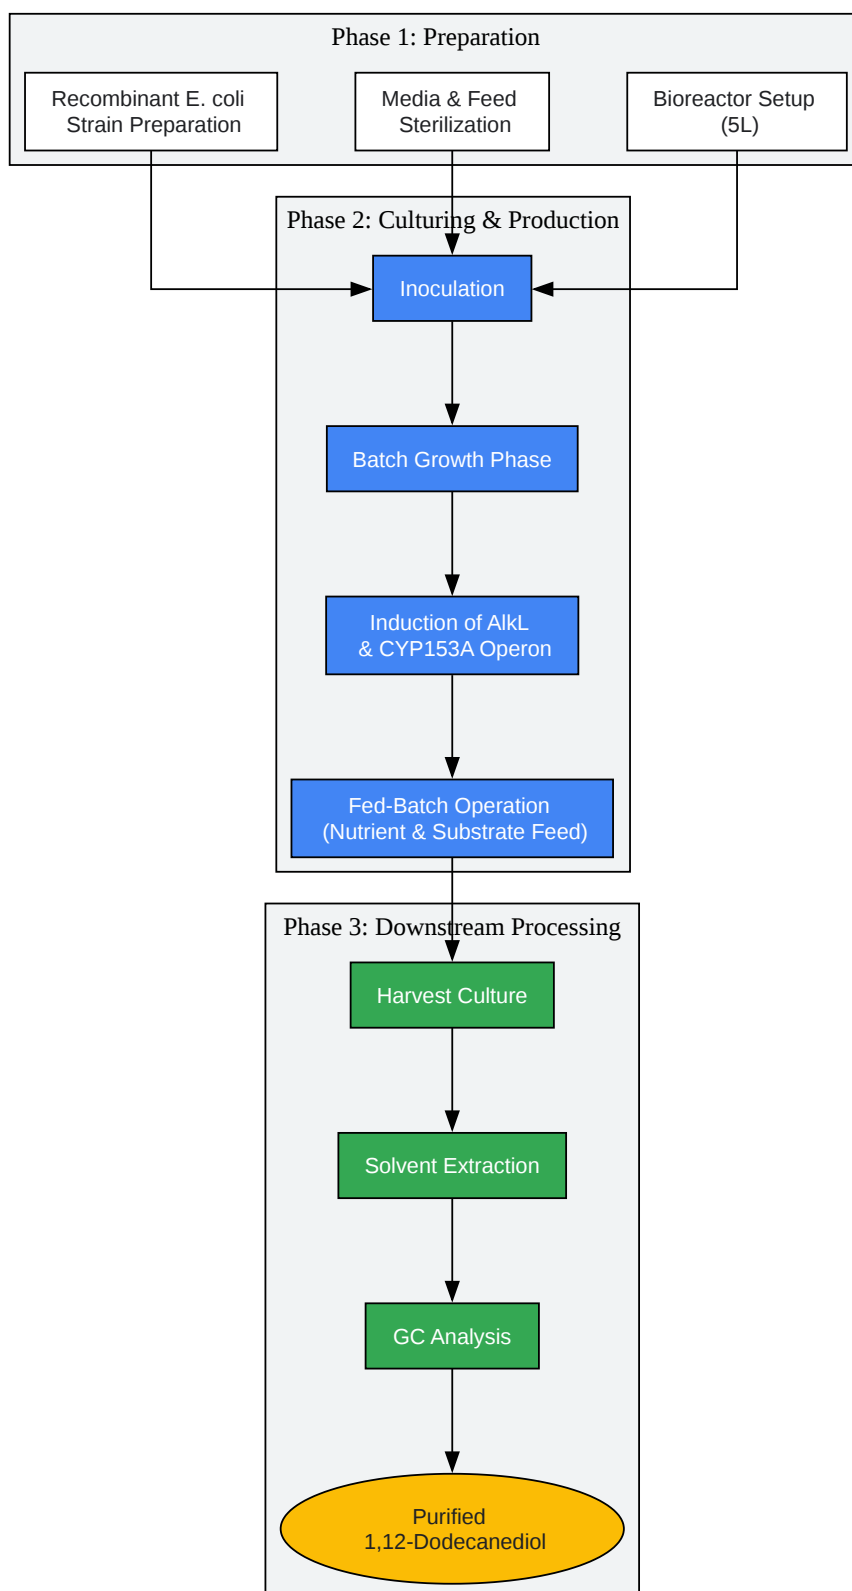 Phase 1: Preparation
Recombinant E. coli
Strain Preparation
Media & Feed
Sterilization
Bioreactor Setup
(5L)
Phase 2: Culturing & Production
Inoculation
Batch Growth Phase
Induction of AlkL
& CYP153A Operon
Fed-Batch Operation
(Nutrient & Substrate Feed)
Phase 3: Downstream Processing
Harvest Culture
Solvent Extraction
GC Analysis
Purified
1,12-Dodecanediol